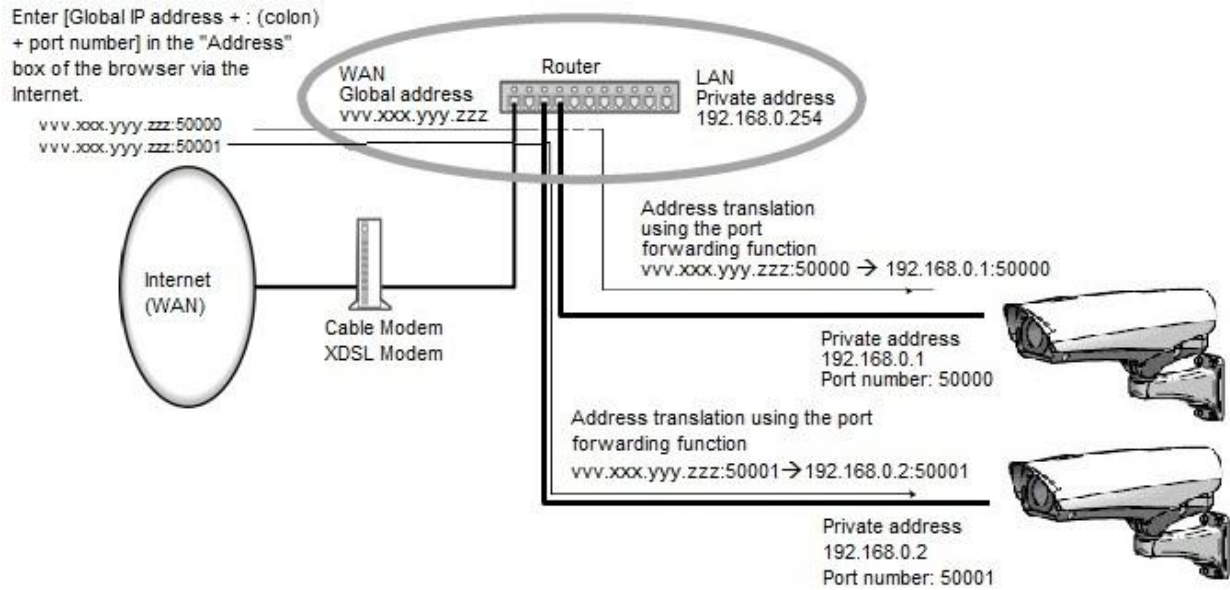 Enter [Global IP address + : (colon)
+ port number] in the "Address"
box of the browser via the
Internet.
vvv.xxx.yyy.zzz:50000
vvv.xxx.yyy.zzz:50001
WAN
Global address
vvv.xxx.yyy.zzz
Router
LAN
Private address
192.168.0.254
Internet
(WAN)
Cable Modem
XDSL Modem
Address translation
using the port
forwarding function
vvv.xxx.yyy.zzz:50000 → 192.168.0.1:50000
Private address
192.168.0.1
Port number: 50000
Address translation using the port
forwarding function
vvv.xxx.yyy.zzz:50001→192.168.0.2:50001
Private address
192.168.0.2
Port number: 50001